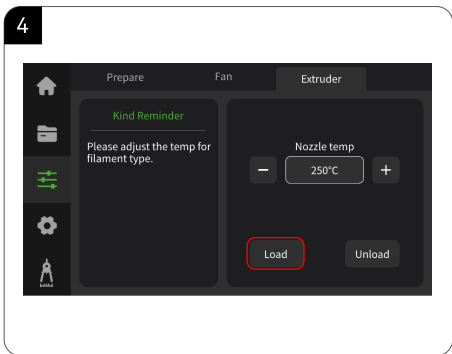 4
Prepare Fan Extruder
Kind Reminder
Please adjust the temp for
filament type.
Nozzle temp
− 250°C +
Load Unload